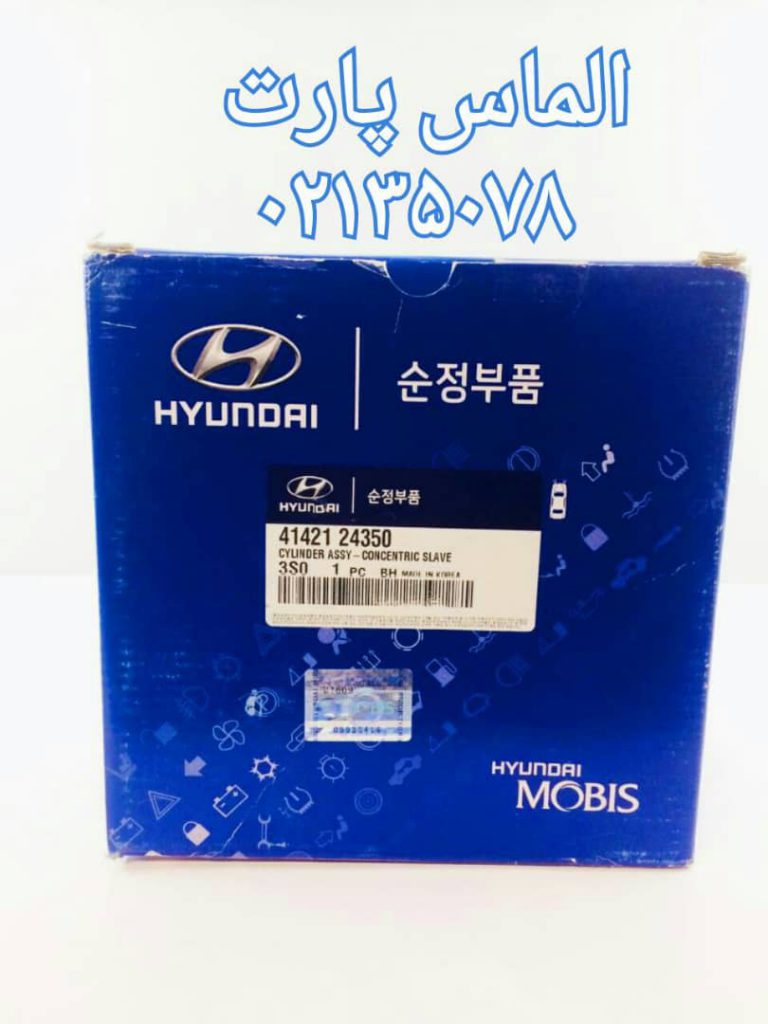 الماس پارت
۰۲۱۳۵۰۷۸
HYUNDAI
순정부품
HYUNDAI
순정부품
41421 24350
CYLINDER ASSY-CONCENTRIC SLAVE
3S0 1 PC BH MADE IN KOREA
HYUNDAI
MOBIS